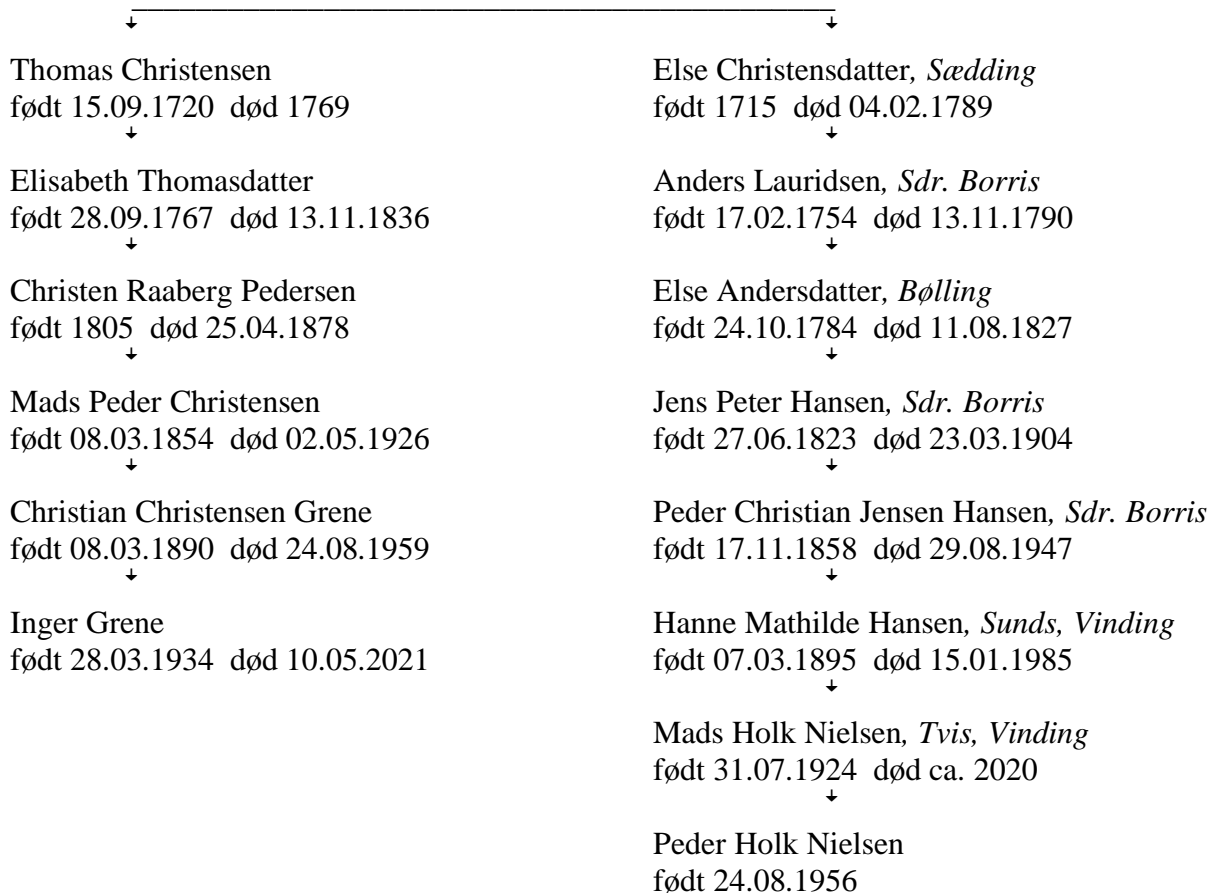 Thomas Christensen
født 15.09.1720  død 1769
Elisabeth Thomasdatter
født 28.09.1767  død 13.11.1836
Christen Raaberg Pedersen
født 1805  død 25.04.1878
Mads Peder Christensen
født 08.03.1854  død 02.05.1926
Christian Christensen Grene
født 08.03.1890  død 24.08.1959
Inger Grene
født 28.03.1934  død 10.05.2021
Else Christensdatter, Sædding
født 1715  død 04.02.1789
Anders Lauridsen, Sdr. Borris
født 17.02.1754  død 13.11.1790
Else Andersdatter, Bølling
født 24.10.1784  død 11.08.1827
Jens Peter Hansen, Sdr. Borris
født 27.06.1823  død 23.03.1904
Peder Christian Jensen Hansen, Sdr. Borris
født 17.11.1858  død 29.08.1947
Hanne Mathilde Hansen, Sunds, Vinding
født 07.03.1895  død 15.01.1985
Mads Holk Nielsen, Tvis, Vinding
født 31.07.1924  død ca. 2020
Peder Holk Nielsen
født 24.08.1956